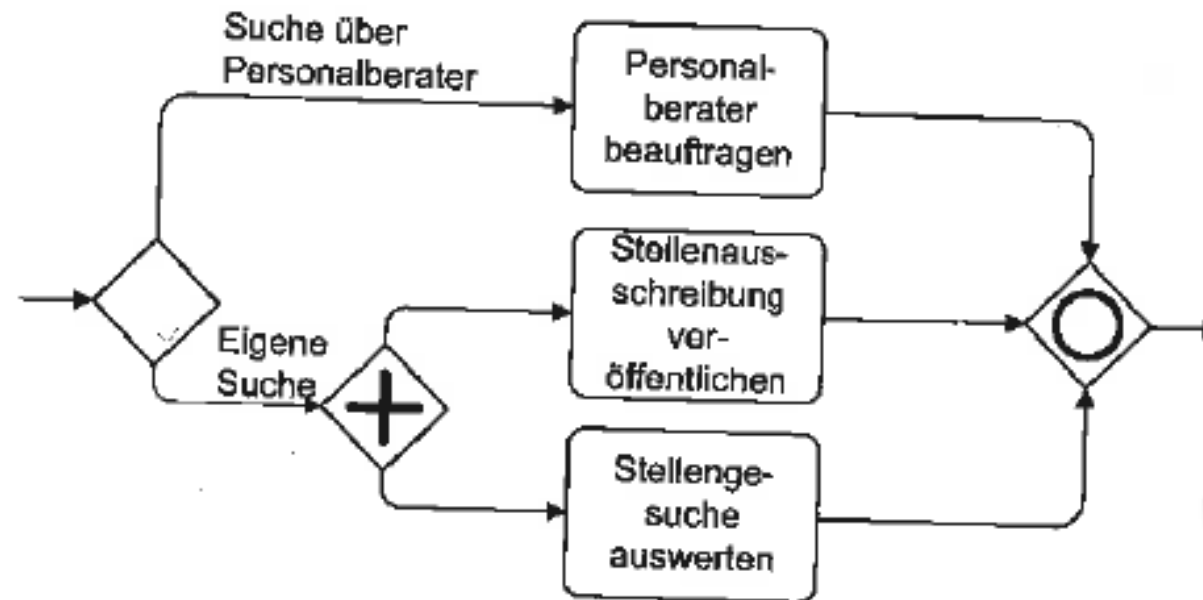 Suche über
Personalberater
Personal-
berater
beauftragen
Stellenaus-
schreibung
ver-
öffentlichen
Eigene
Suche
Stellenge-
suche
auswerten